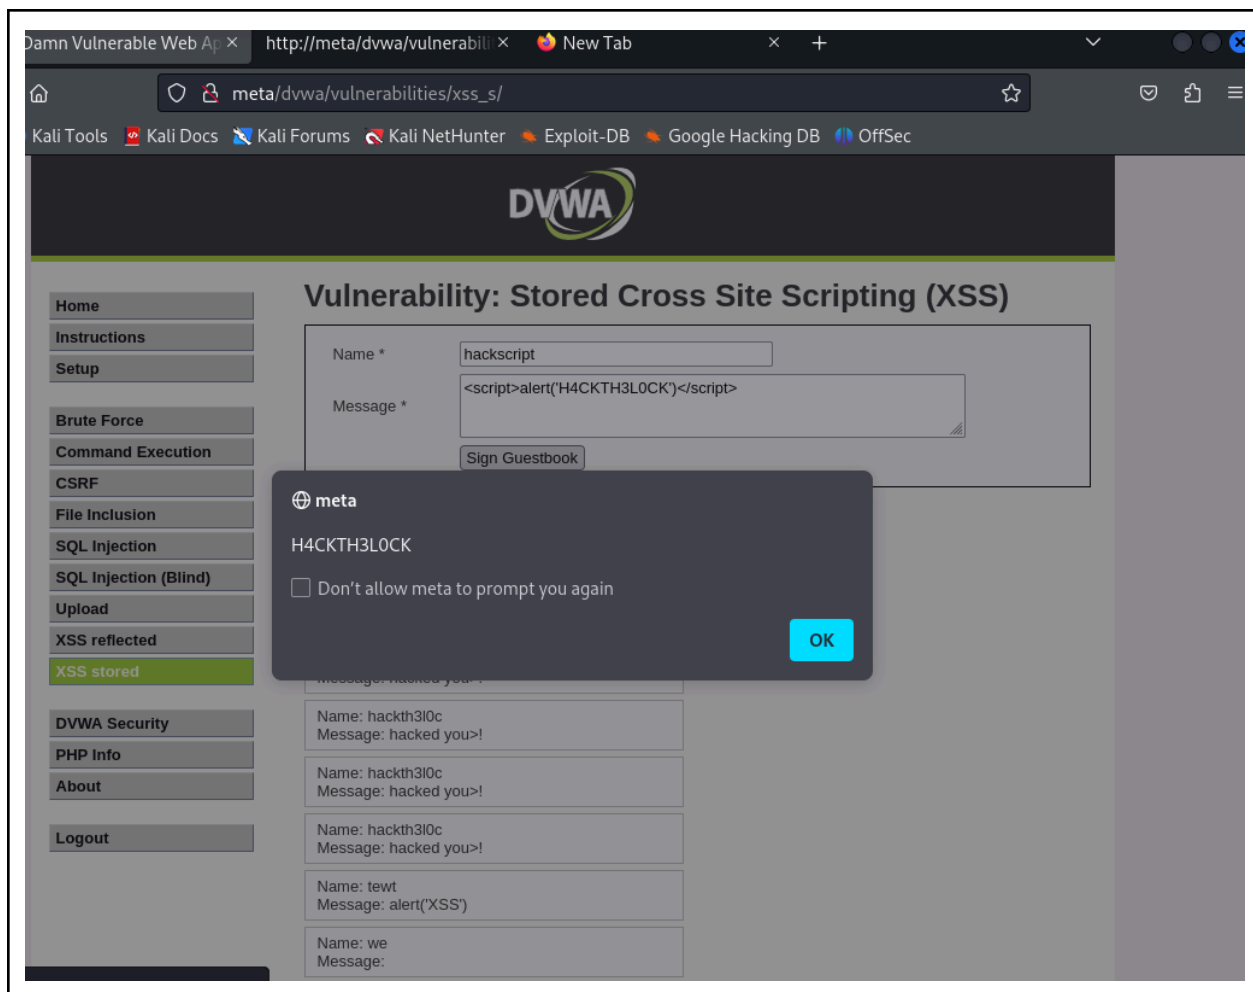 Damn Vulnerable Web Ap
http://meta/dvwa/vulnerabili
New Tab
meta/dvwa/vulnerabilities/xss_s/
Kali Tools Kali Docs Kali Forums Kali NetHunter Exploit-DB Google Hacking DB OffSec
DVWA
Vulnerability: Stored Cross Site Scripting (XSS)
Home
Instructions
Setup
Brute Force
Command Execution
CSRF
File Inclusion
SQL Injection
SQL Injection (Blind)
Upload
XSS reflected
XSS stored
DVWA Security
PHP Info
About
Logout
Name * hackscript
Message * <script>alert('H4CKTH3L0CK')</script>
Sign Guestbook
meta
H4CKTH3L0CK
Don't allow meta to prompt you again
OK
Message: hacked you>!
Name: hackth3l0c
Message: hacked you>!
Name: hackth3l0c
Message: hacked you>!
Name: hackth3l0c
Message: hacked you>!
Name: tewt
Message: alert('XSS')
Name: we
Message: